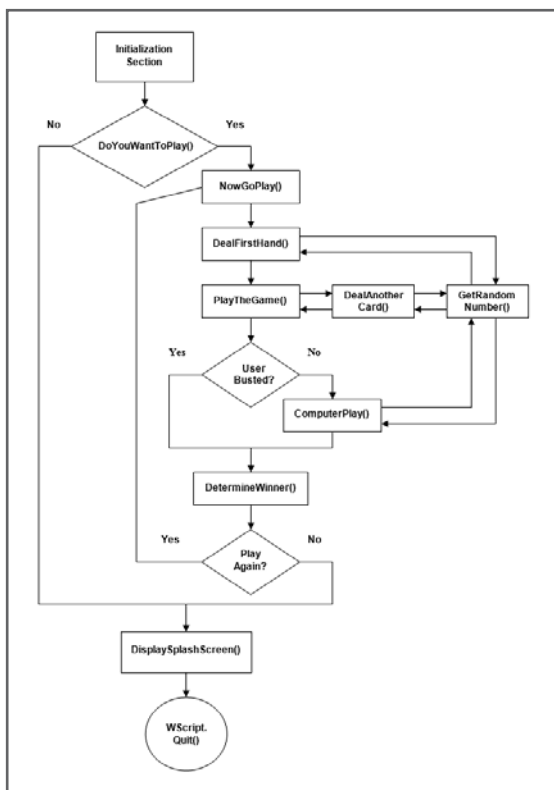 Initialization
Section
No
Yes
DoYouWantToPlay()
NowGoPlay()
DealFirstHand()
PlayTheGame()
DealAnother
Card()
GetRandom
Number()
Yes
No
User
Busted?
ComputerPlay()
DetermineWinner()
Yes
No
Play
Again?
DisplaySplashScreen()
WScript.
Quit()